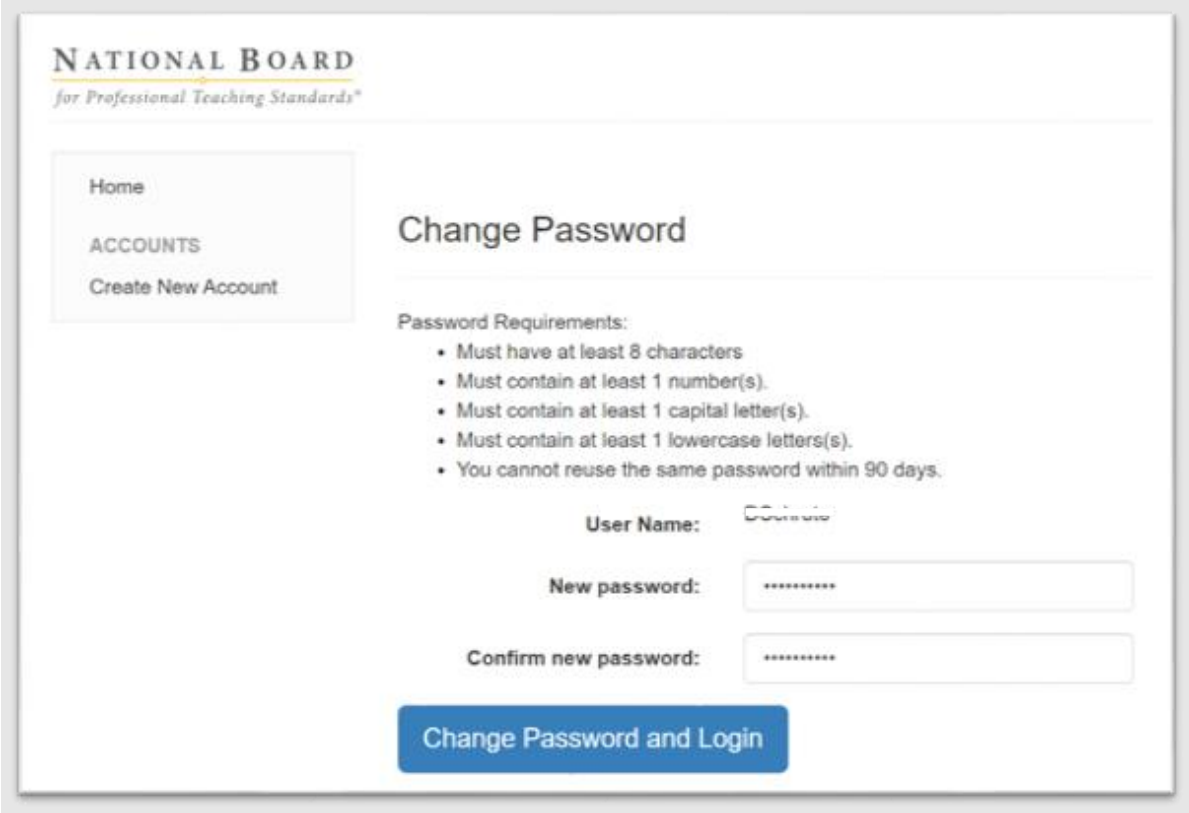 NATIONAL BOARD
for Professional Teaching Standards®
Home
ACCOUNTS
Create New Account
Change Password
Password Requirements:
• Must have at least 8 characters
• Must contain at least 1 number(s).
• Must contain at least 1 capital letter(s).
• Must contain at least 1 lowercase letters(s).
• You cannot reuse the same password within 90 days.
User Name:
New password: ••••••••••
Confirm new password: ••••••••••
Change Password and Login